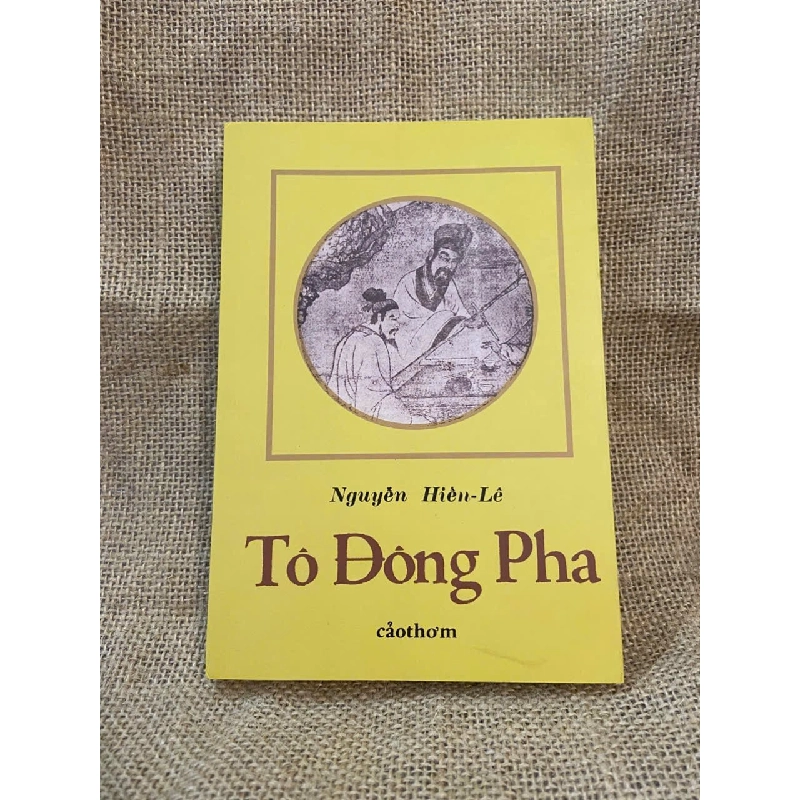 Nguyễn Hiến-Lê
Tô Đông Pha
cảothơm